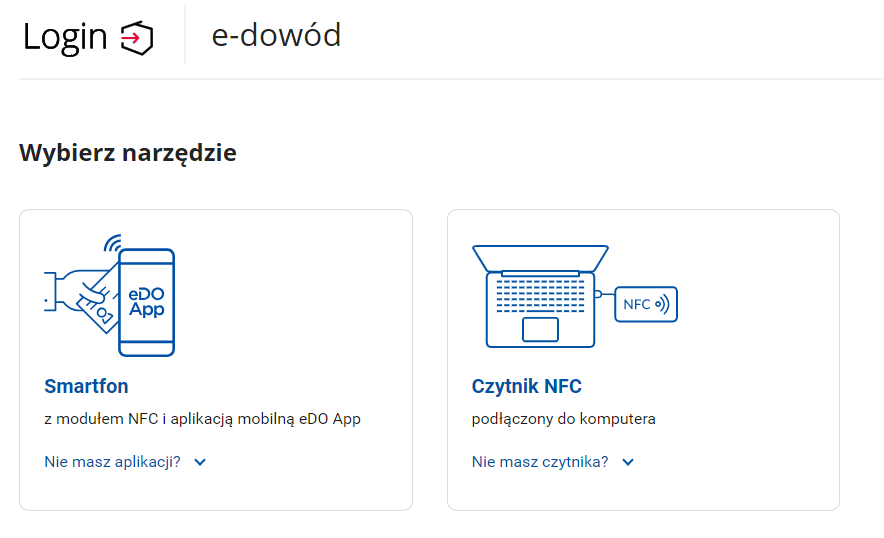 Login
e-dowód
Wybierz narzędzie
eDO
App
Smartfon
z modułem NFC i aplikacją mobilną eDO App
Nie masz aplikacji?
NFC
Czytnik NFC
podłączony do komputera
Nie masz czytnika?